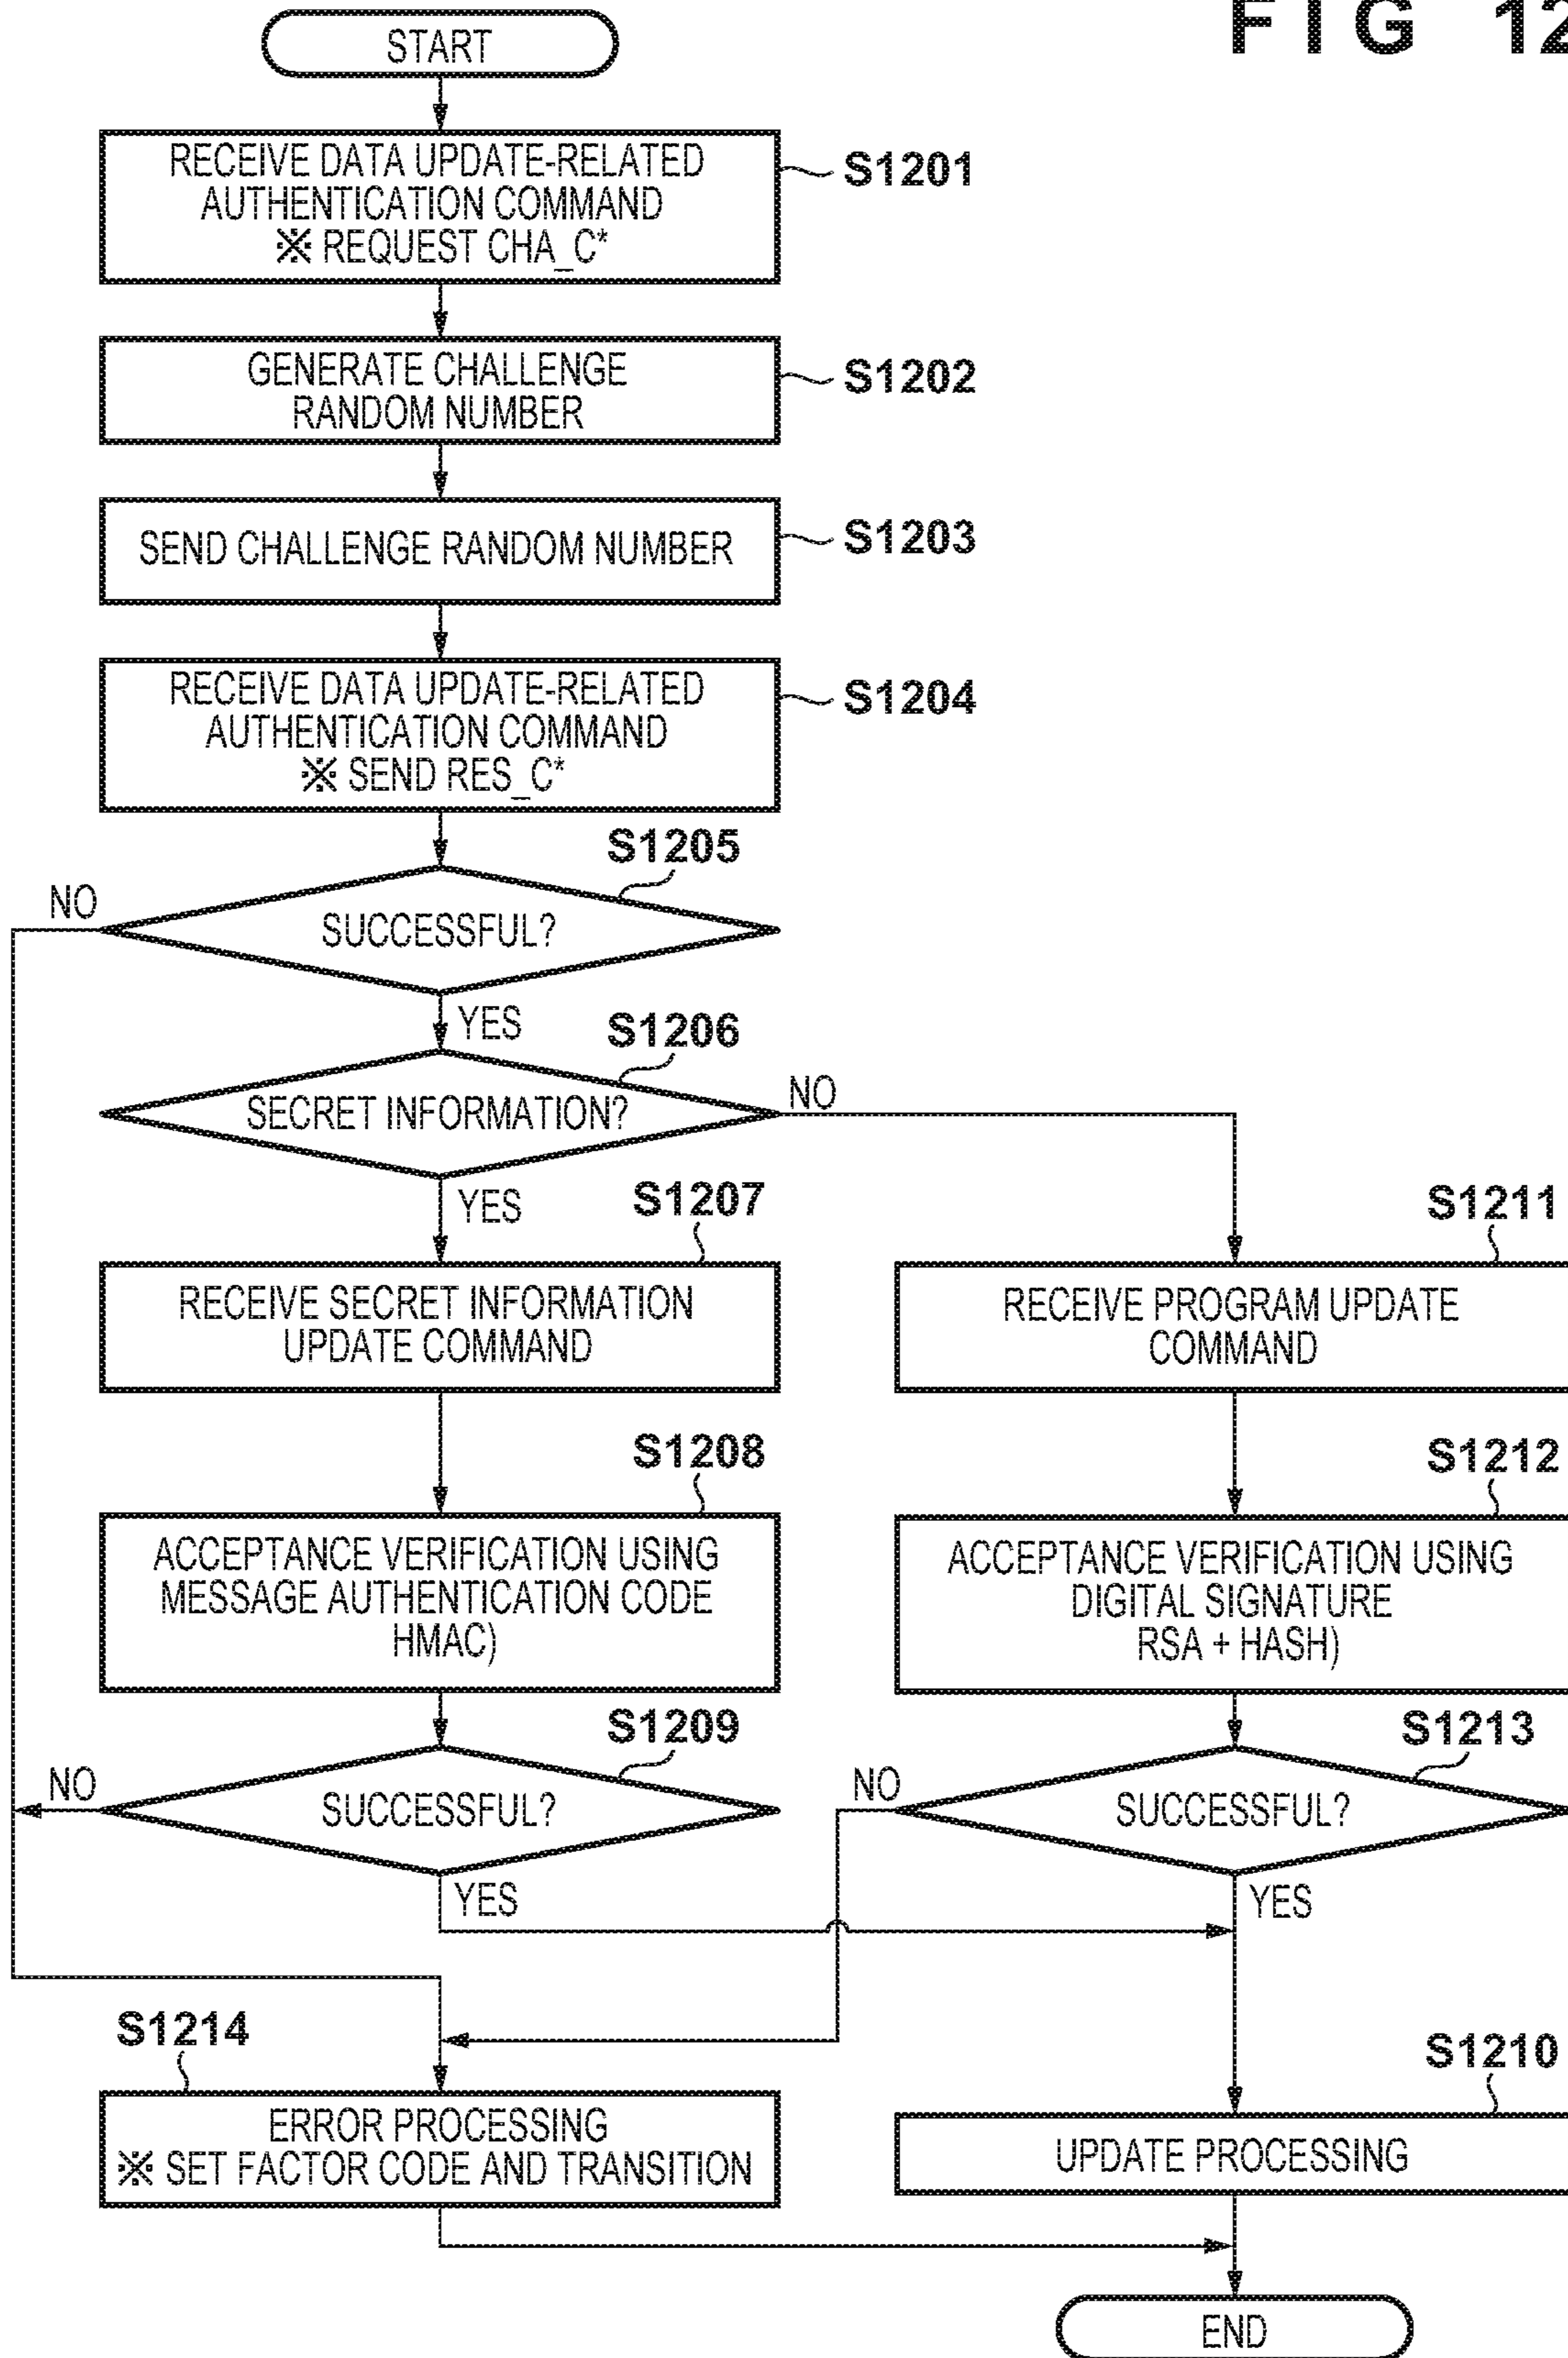 FIG 12
START
RECEIVE DATA UPDATE-RELATED
AUTHENTICATION COMMAND
※ REQUEST CHA_C*
S1201
GENERATE CHALLENGE
RANDOM NUMBER
S1202
SEND CHALLENGE RANDOM NUMBER
S1203
RECEIVE DATA UPDATE-RELATED
AUTHENTICATION COMMAND
※ SEND RES_C*
S1204
S1205
NO
SUCCESSFUL?
YES
S1206
SECRET INFORMATION?
NO
YES
S1207
RECEIVE SECRET INFORMATION
UPDATE COMMAND
S1211
RECEIVE PROGRAM UPDATE
COMMAND
S1208
ACCEPTANCE VERIFICATION USING
MESSAGE AUTHENTICATION CODE
HMAC)
S1212
ACCEPTANCE VERIFICATION USING
DIGITAL SIGNATURE
RSA + HASH)
S1209
NO
SUCCESSFUL?
YES
S1213
NO
SUCCESSFUL?
YES
S1214
ERROR PROCESSING
※ SET FACTOR CODE AND TRANSITION
S1210
UPDATE PROCESSING
END